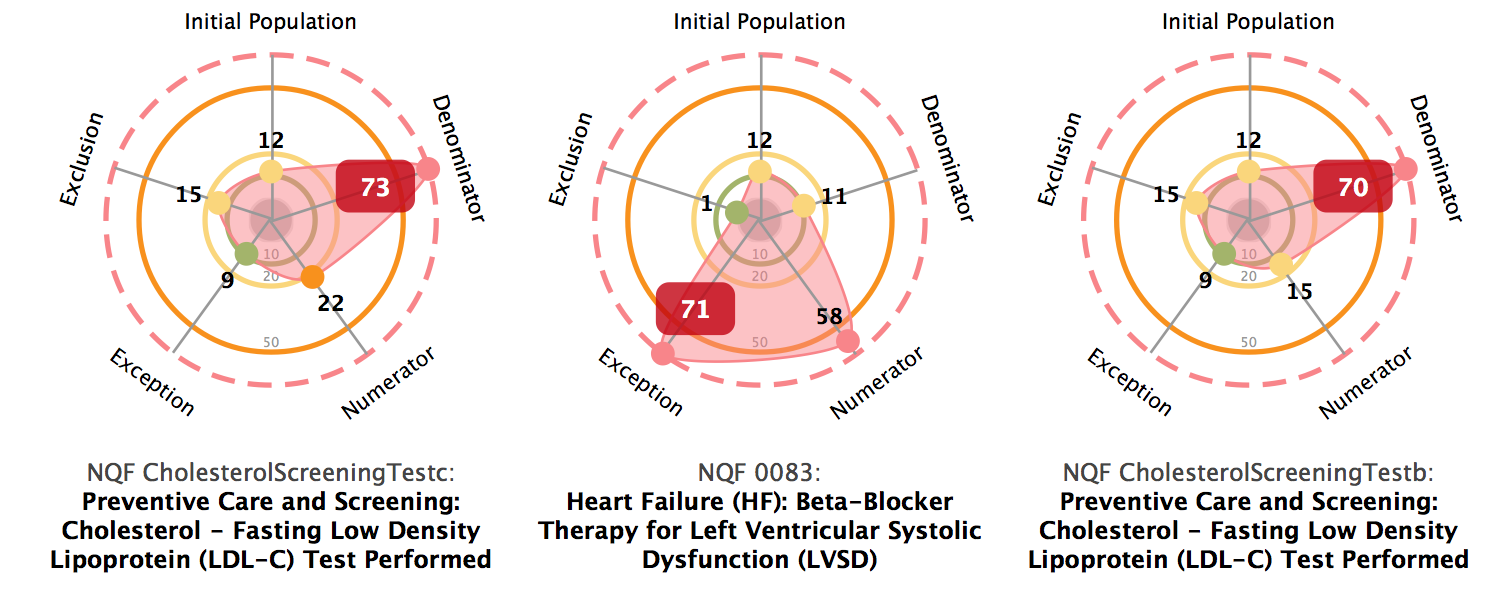 Initial Population
Denominator
Numerator
Exception
Exclusion
12
73
22
9
15
10
20
50
NQF CholesterolScreeningTestc:
Preventive Care and Screening:
Cholesterol – Fasting Low Density
Lipoprotein (LDL-C) Test Performed
Initial Population
Denominator
Numerator
Exception
Exclusion
12
11
58
71
1
10
20
50
NQF 0083:
Heart Failure (HF): Beta-Blocker
Therapy for Left Ventricular Systolic
Dysfunction (LVSD)
Initial Population
Denominator
Numerator
Exception
Exclusion
12
70
15
9
15
10
20
50
NQF CholesterolScreeningTestb:
Preventive Care and Screening:
Cholesterol – Fasting Low Density
Lipoprotein (LDL-C) Test Performed